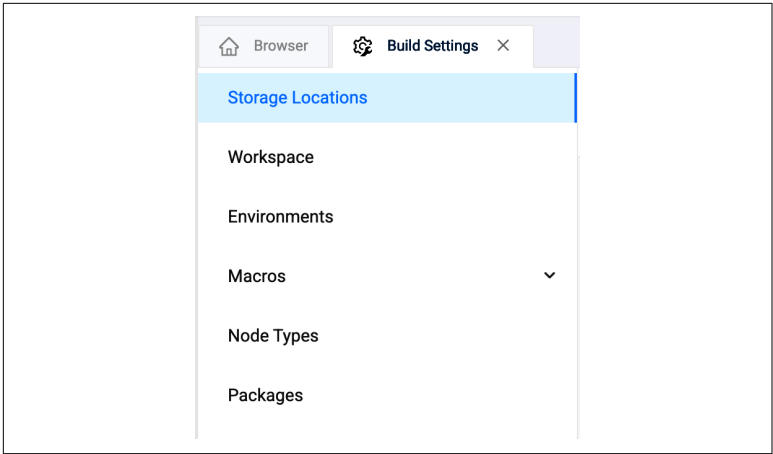 Browser
Build Settings
Storage Locations
Workspace
Environments
Macros
Node Types
Packages